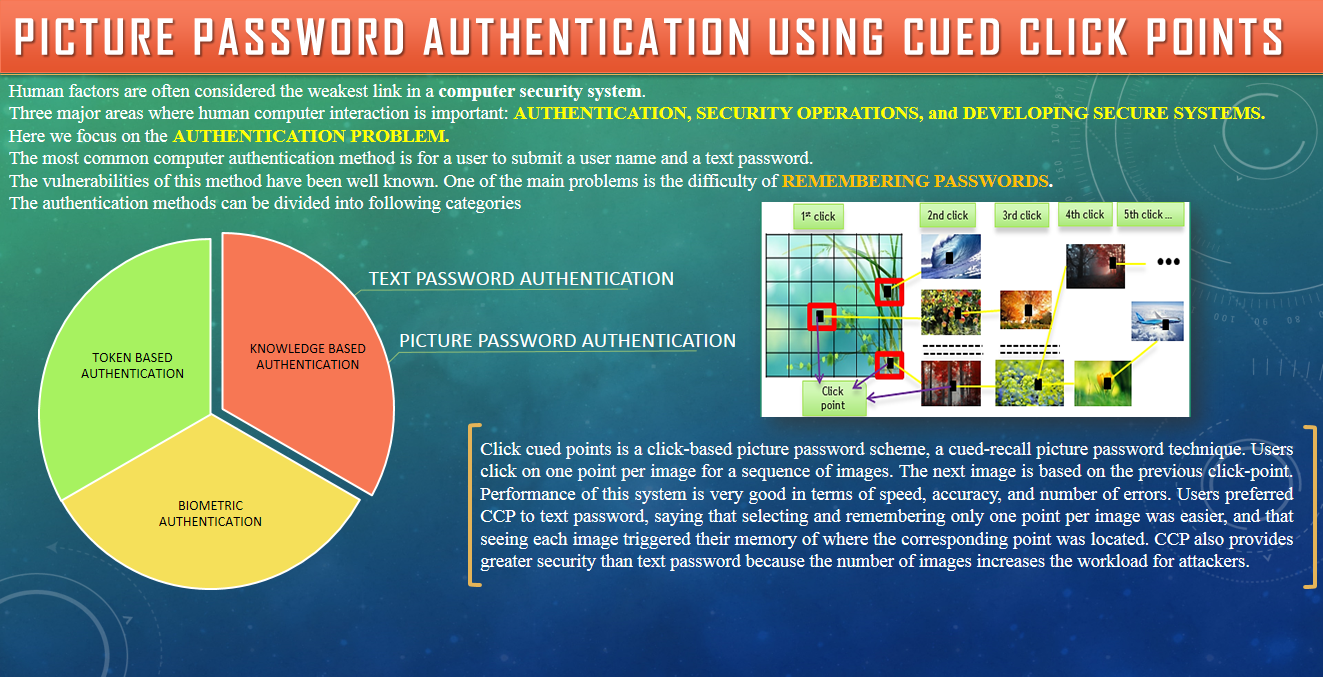 PICTURE PASSWORD AUTHENTICATION USING CUED CLICK POINTS
Human factors are often considered the weakest link in a computer security system.
Three major areas where human computer interaction is important: AUTHENTICATION, SECURITY OPERATIONS, and DEVELOPING SECURE SYSTEMS.
Here we focus on the AUTHENTICATION PROBLEM.
The most common computer authentication method is for a user to submit a user name and a text password.
The vulnerabilities of this method have been well known. One of the main problems is the difficulty of REMEMBERING PASSWORDS.
The authentication methods can be divided into following categories
TOKEN BASED
AUTHENTICATION
KNOWLEDGE BASED
AUTHENTICATION
BIOMETRIC
AUTHENTICATION
TEXT PASSWORD AUTHENTICATION
PICTURE PASSWORD AUTHENTICATION
1st click
2nd click
3rd click
4th click
5th click ...
Click
point
Click cued points is a click-based picture password scheme, a cued-recall picture password technique. Users
click on one point per image for a sequence of images. The next image is based on the previous click-point.
Performance of this system is very good in terms of speed, accuracy, and number of errors. Users preferred
CCP to text password, saying that selecting and remembering only one point per image was easier, and that
seeing each image triggered their memory of where the corresponding point was located. CCP also provides
greater security than text password because the number of images increases the workload for attackers.